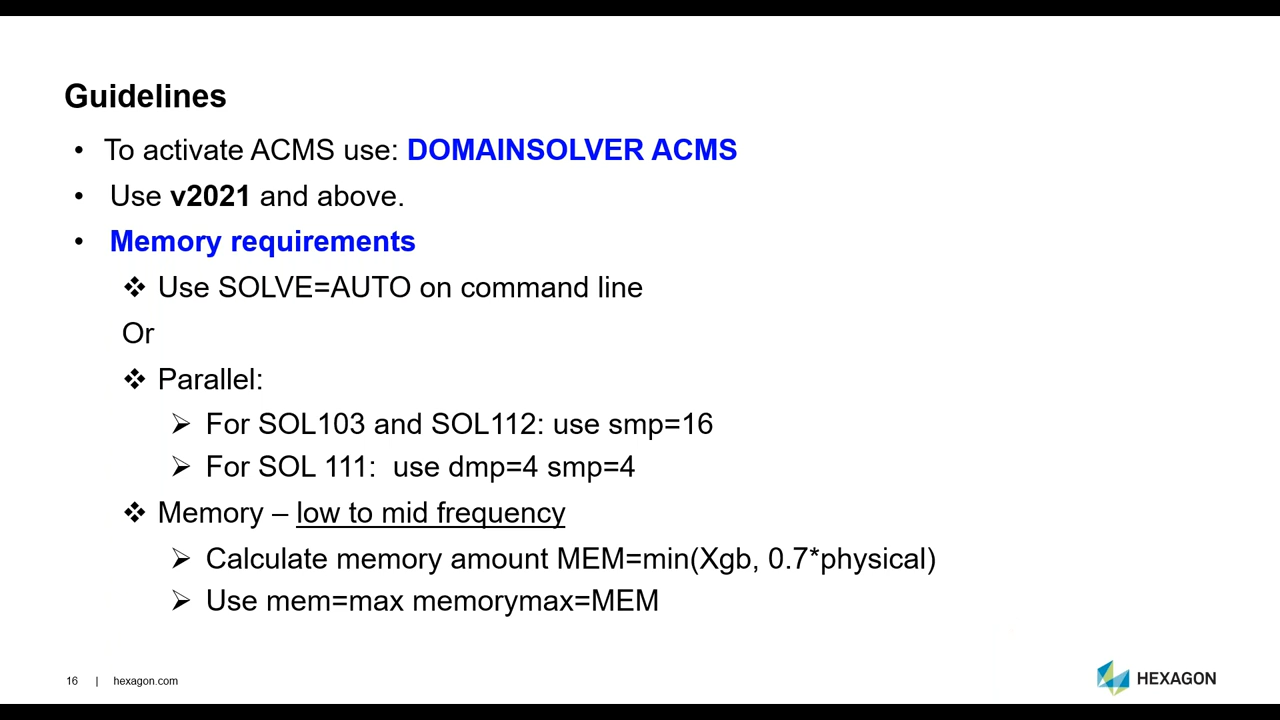 Guidelines
• To activate ACMS use: DOMAINSOLVER ACMS
• Use v2021 and above.
• Memory requirements
❖ Use SOLVE=AUTO on command line
Or
❖ Parallel:
➢ For SOL103 and SOL112: use smp=16
➢ For SOL 111: use dmp=4 smp=4
❖ Memory – low to mid frequency
➢ Calculate memory amount MEM=min(Xgb, 0.7*physical)
➢ Use mem=max memorymax=MEM
16 | hexagon.com
HEXAGON